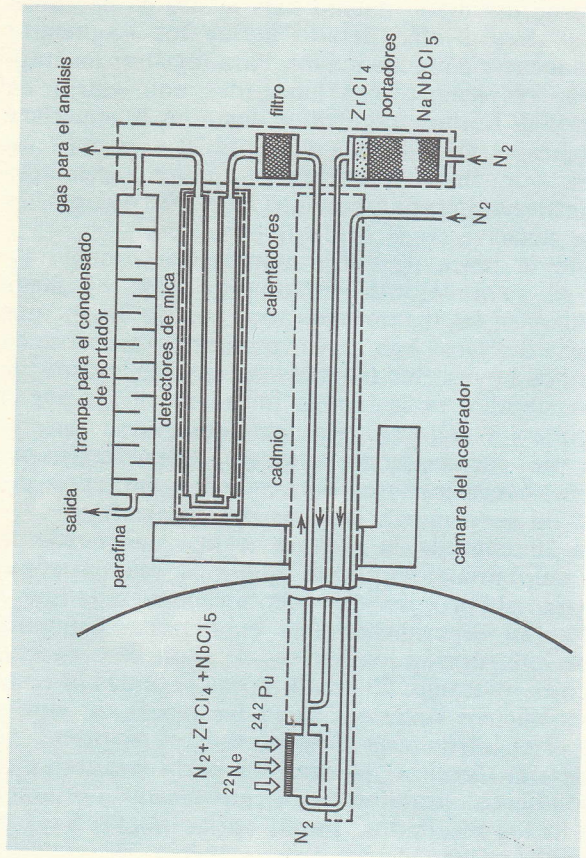 salida
trampa para el condensado
de portador
gas para el análisis
parafina
detectores de mica
filtro
cadmio
calentadores
ZrCl4
portadores
NaNbCl5
N2
N2
N2+ZrCl4+NbCl5
22Ne
242Pu
N2
cámara del acelerador